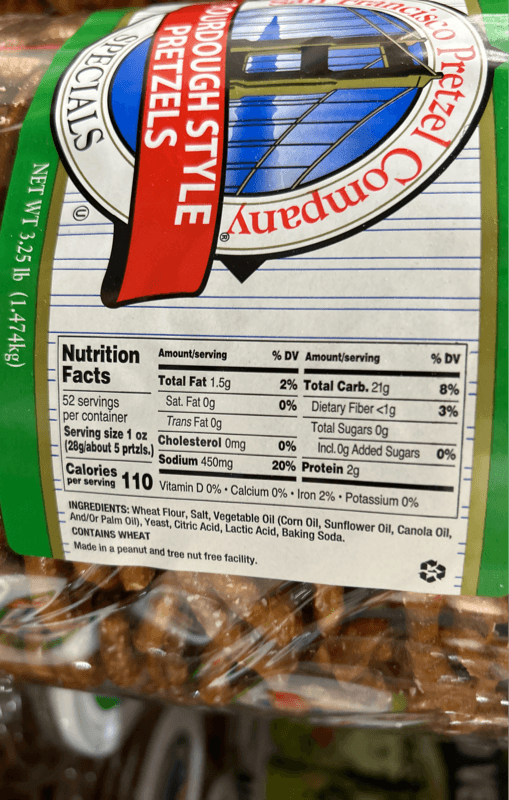 San Francisco Pretzel Company®
SOURDOUGH STYLE
PRETZELS
SPECIALS
U
NET WT 3.25 lb (1.474kg)
Nutrition
Facts
52 servings
per container
Serving size 1 oz
(28g/about 5 prtzls.)
Calories
per serving 110
Amount/serving % DV
Total Fat 1.5g 2%
Sat. Fat 0g 0%
Trans Fat 0g
Cholesterol 0mg 0%
Sodium 450mg 20%
Amount/serving % DV
Total Carb. 21g 8%
Dietary Fiber <1g 3%
Total Sugars 0g
Incl. 0g Added Sugars 0%
Protein 2g
Vitamin D 0% • Calcium 0% • Iron 2% • Potassium 0%
INGREDIENTS: Wheat Flour, Salt, Vegetable Oil (Corn Oil, Sunflower Oil, Canola Oil,
And/Or Palm Oil), Yeast, Citric Acid, Lactic Acid, Baking Soda.
CONTAINS WHEAT
Made in a peanut and tree nut free facility.